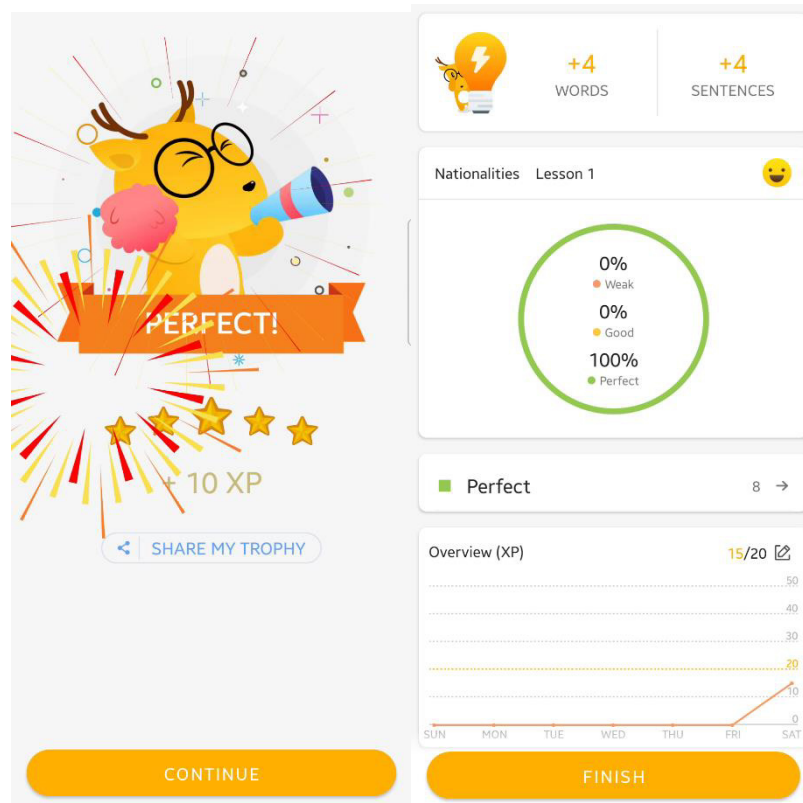 PERFECT!
+ 10 XP
SHARE MY TROPHY
CONTINUE
+4 +4
WORDS SENTENCES
Nationalities Lesson 1
0%
Weak
0%
Good
100%
Perfect
Perfect 8 →
Overview (XP) 15/20
50
40
30
20
10
0
SUN MON TUE WED THU FRI SAT
FINISH